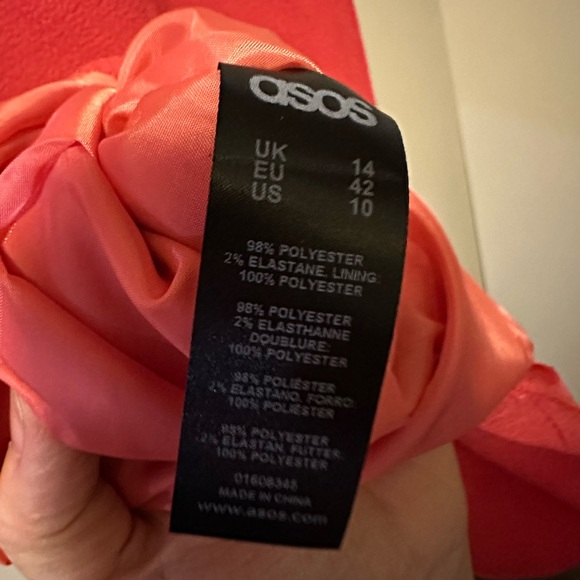 asos
UK 14
EU 42
US 10
98% POLYESTER
2% ELASTANE, LINING:
100% POLYESTER
98% POLYESTER
2% ELASTHANNE
DOUBLURE:
100% POLYESTER
98% POLIÉSTER
2% ELASTANO, FORRO:
100% POLIÉSTER
98% POLYESTER
2% ELASTAN, FUTTER:
100% POLYESTER
01608345
MADE IN CHINA
www.asos.com